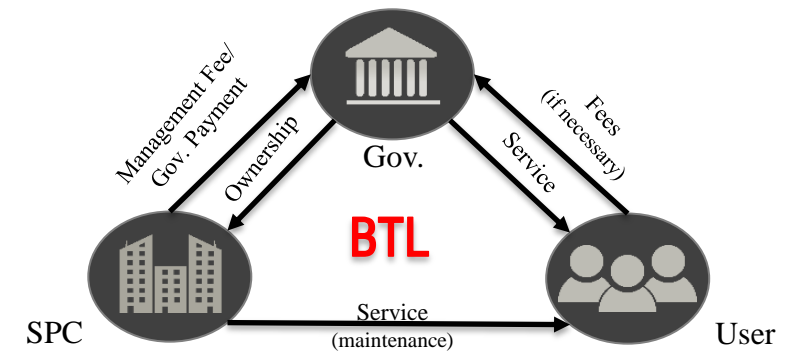 Management Fee/
Gov. Payment
Ownership
Gov.
Service
Fees
(if necessary)
BTL
SPC
Service
(maintenance)
User